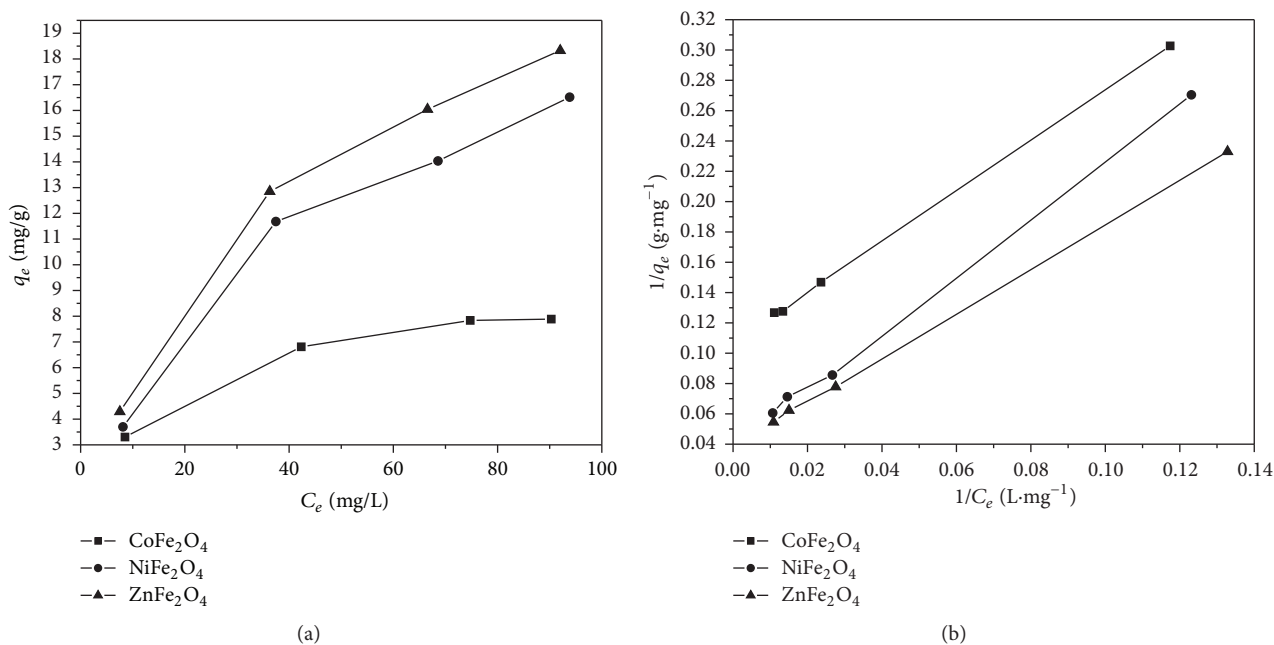 19
18
17
16
15
14
13
12
11
10
9
8
7
6
5
4
3
qₑ (mg/g)
0 20 40 60 80 100
Cₑ (mg/L)
CoFe₂O₄
NiFe₂O₄
ZnFe₂O₄
(a)
0.32
0.30
0.28
0.26
0.24
0.22
0.20
0.18
0.16
0.14
0.12
0.10
0.08
0.06
0.04
1/qₑ (g·mg⁻¹)
0.00 0.02 0.04 0.06 0.08 0.10 0.12 0.14
1/Cₑ (L·mg⁻¹)
CoFe₂O₄
NiFe₂O₄
ZnFe₂O₄
(b)